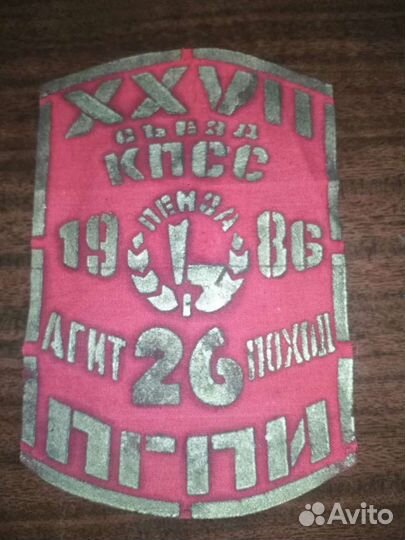 XXVII
СЪЕЗД
КПСС
ПЕНЗА
19 86
АГИТ 26 ПОХОД
ПГПИ
Avito